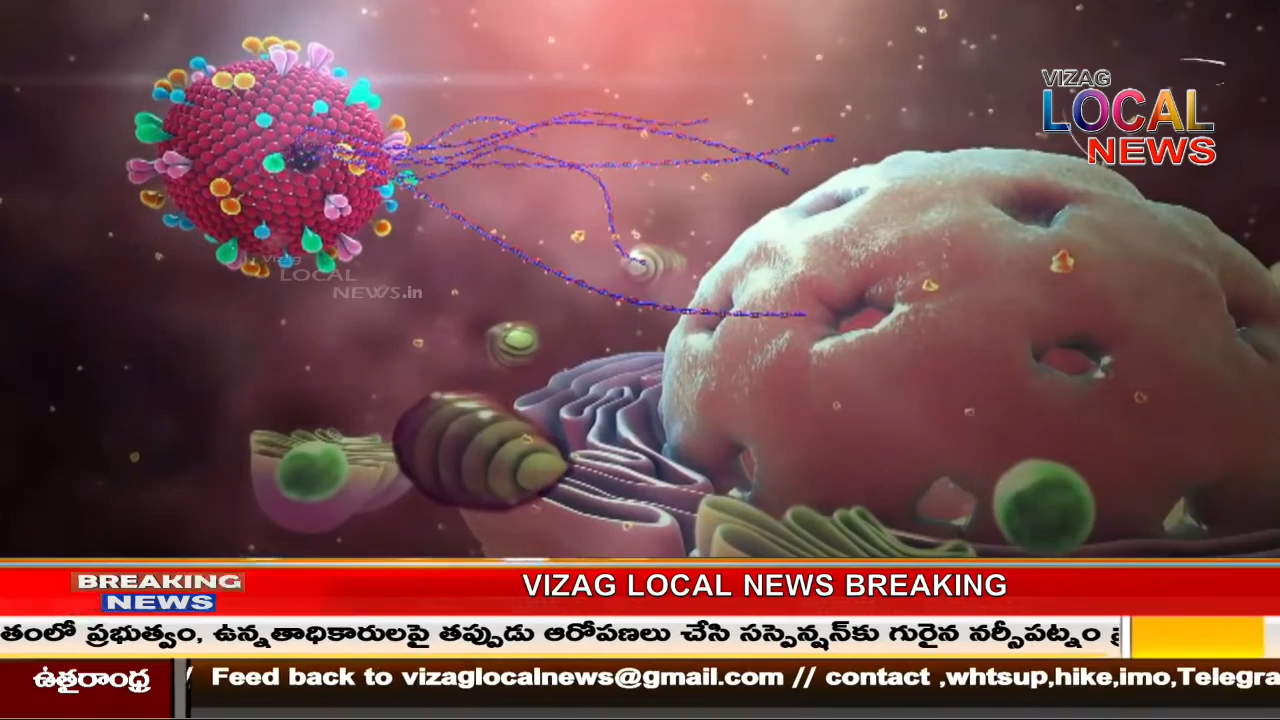 VIZAG
LOCAL
NEWS
Vizag
LOCAL
NEWS.in
BREAKING
NEWS
VIZAG LOCAL NEWS BREAKING
తంలో ప్రభుత్వం, ఉన్నతాధికారులపై తప్పుడు ఆరోపణలు చేసి సస్పెన్షన్‌కు గురైన నర్సీపట్నం
ఉత్తరాంధ్ర
/ Feed back to vizaglocalnews@gmail.com // contact ,whtsup,hike,imo,Telegra